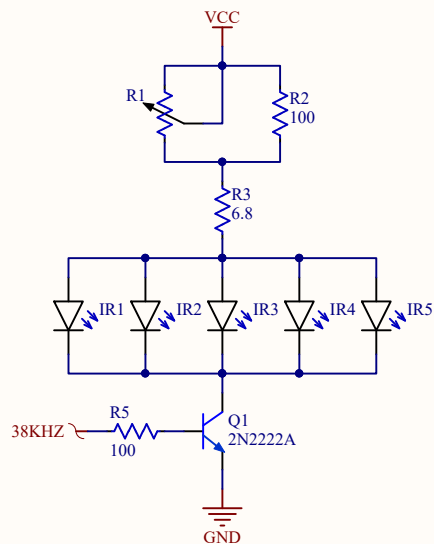 VCC
R1
R2
100
R3
6.8
IR1
IR2
IR3
IR4
IR5
R5
100
38KHZ
Q1
2N2222A
GND